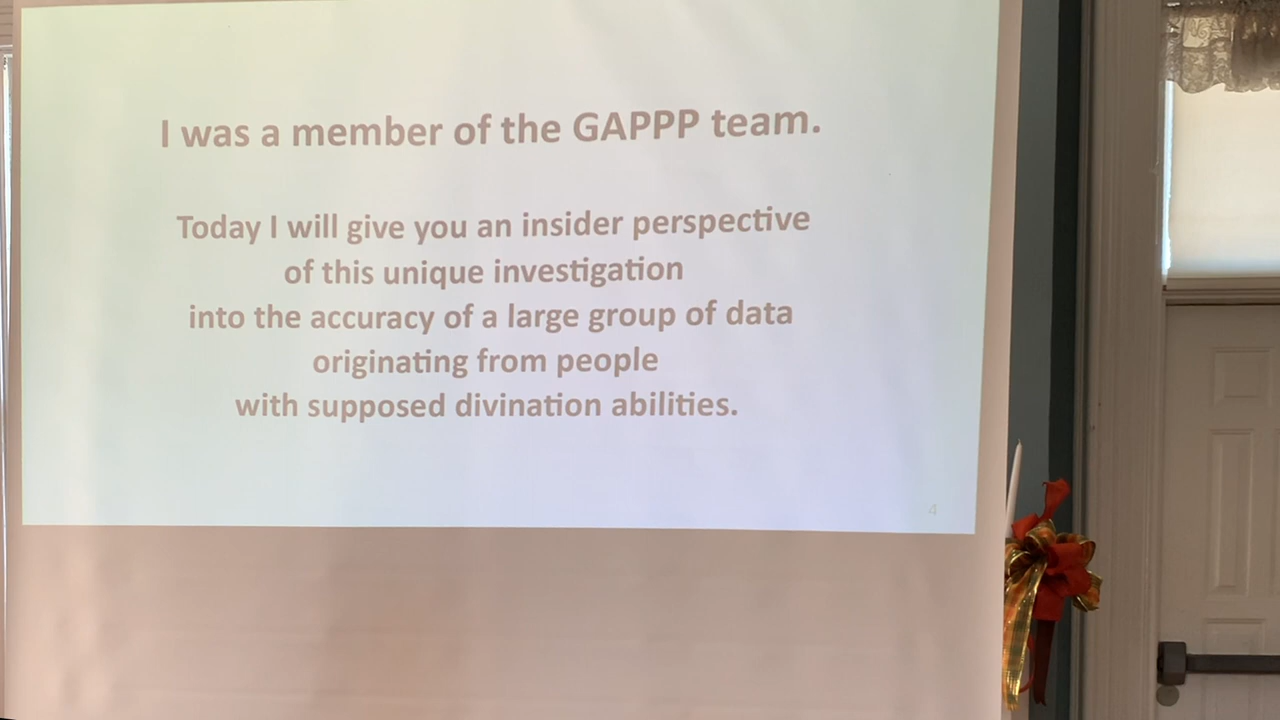 I was a member of the GAPPP team.
Today I will give you an insider perspective
of this unique investigation
into the accuracy of a large group of data
originating from people
with supposed divination abilities.
4